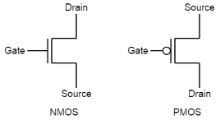 Drain Source
Gate Gate
Source Drain
NMOS PMOS